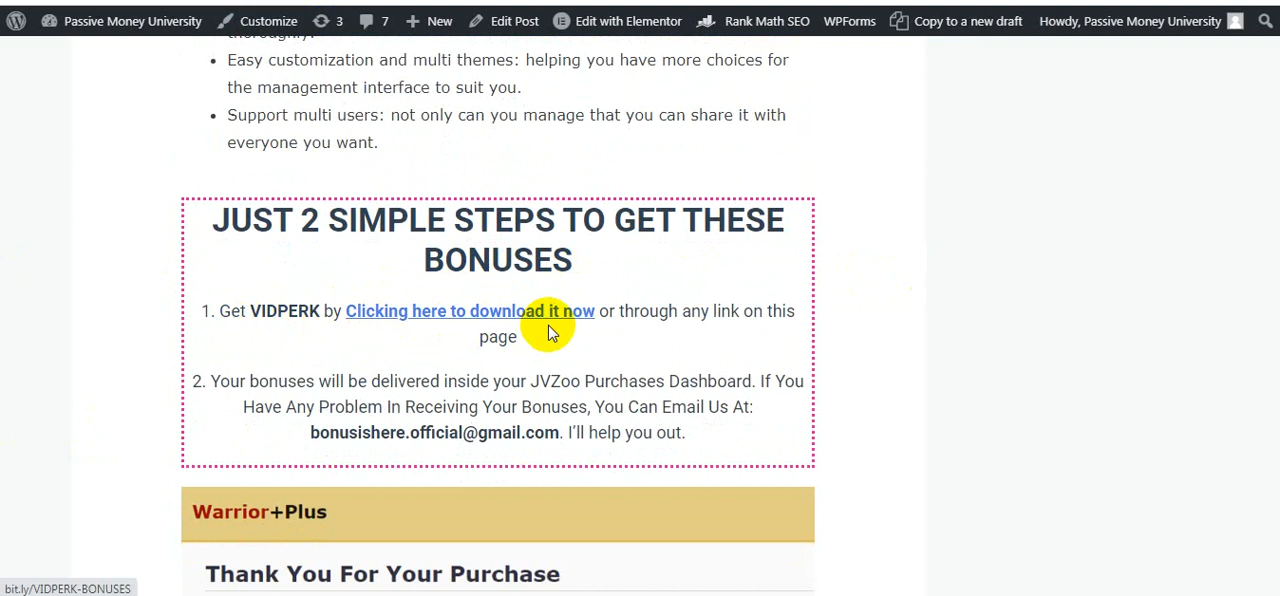 Passive Money University Customize 3 7 New Edit Post Edit with Elementor Rank Math SEO WPForms Copy to a new draft Howdy, Passive Money University
thoroughly.
• Easy customization and multi themes: helping you have more choices for
the management interface to suit you.
• Support multi users: not only can you manage that you can share it with
everyone you want.
JUST 2 SIMPLE STEPS TO GET THESE
BONUSES
1. Get VIDPERK by Clicking here to download it now or through any link on this
page
2. Your bonuses will be delivered inside your JVZoo Purchases Dashboard. If You
Have Any Problem In Receiving Your Bonuses, You Can Email Us At:
bonusishere.official@gmail.com. I’ll help you out.
Warrior+Plus
Thank You For Your Purchase
bit.ly/VIDPERK-BONUSES